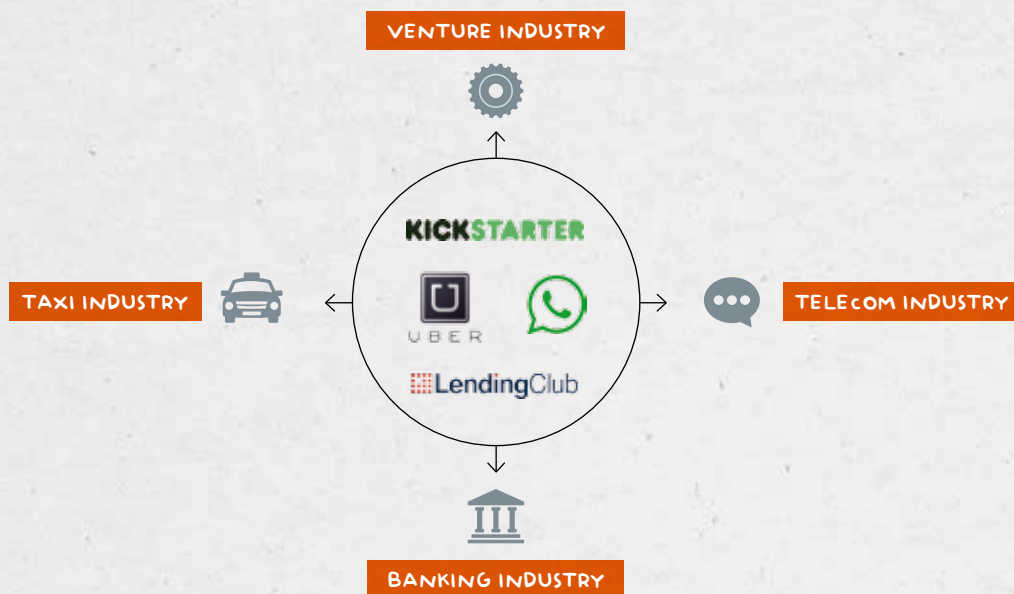 VENTURE INDUSTRY
KICKSTARTER
TAXI INDUSTRY
UBER
TELECOM INDUSTRY
LendingClub
BANKING INDUSTRY